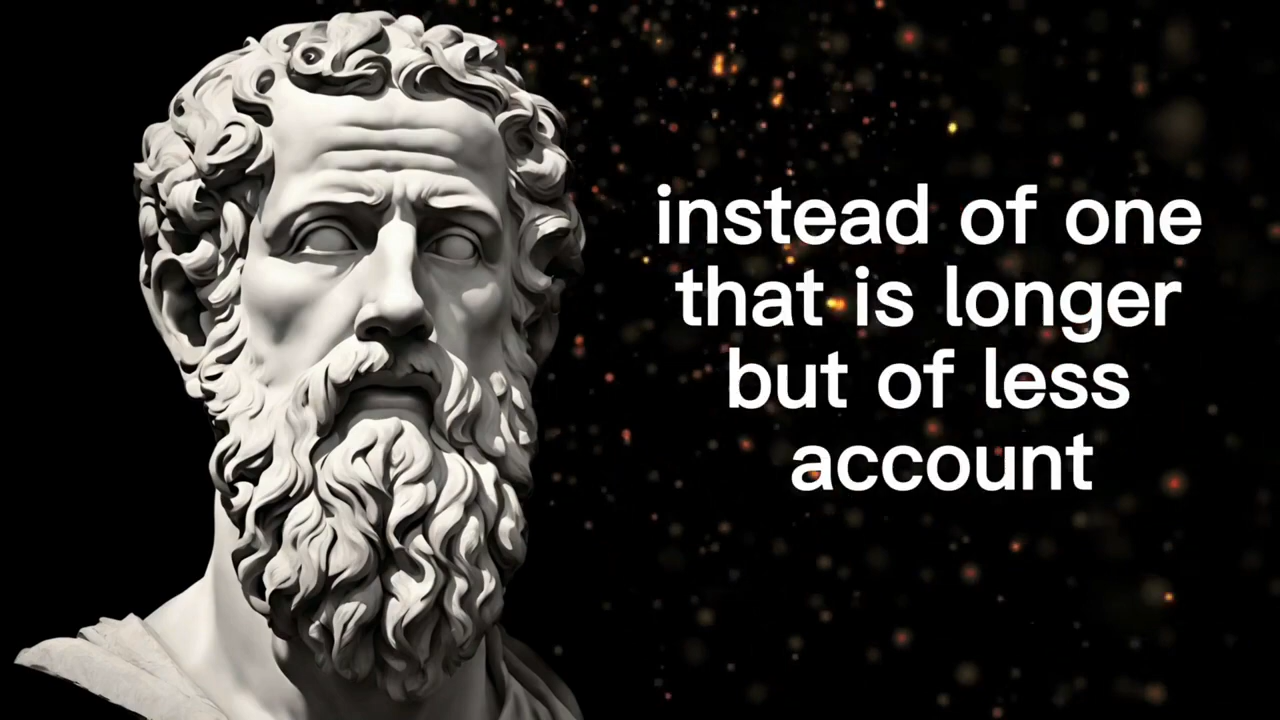 instead of one
that is longer
but of less
account